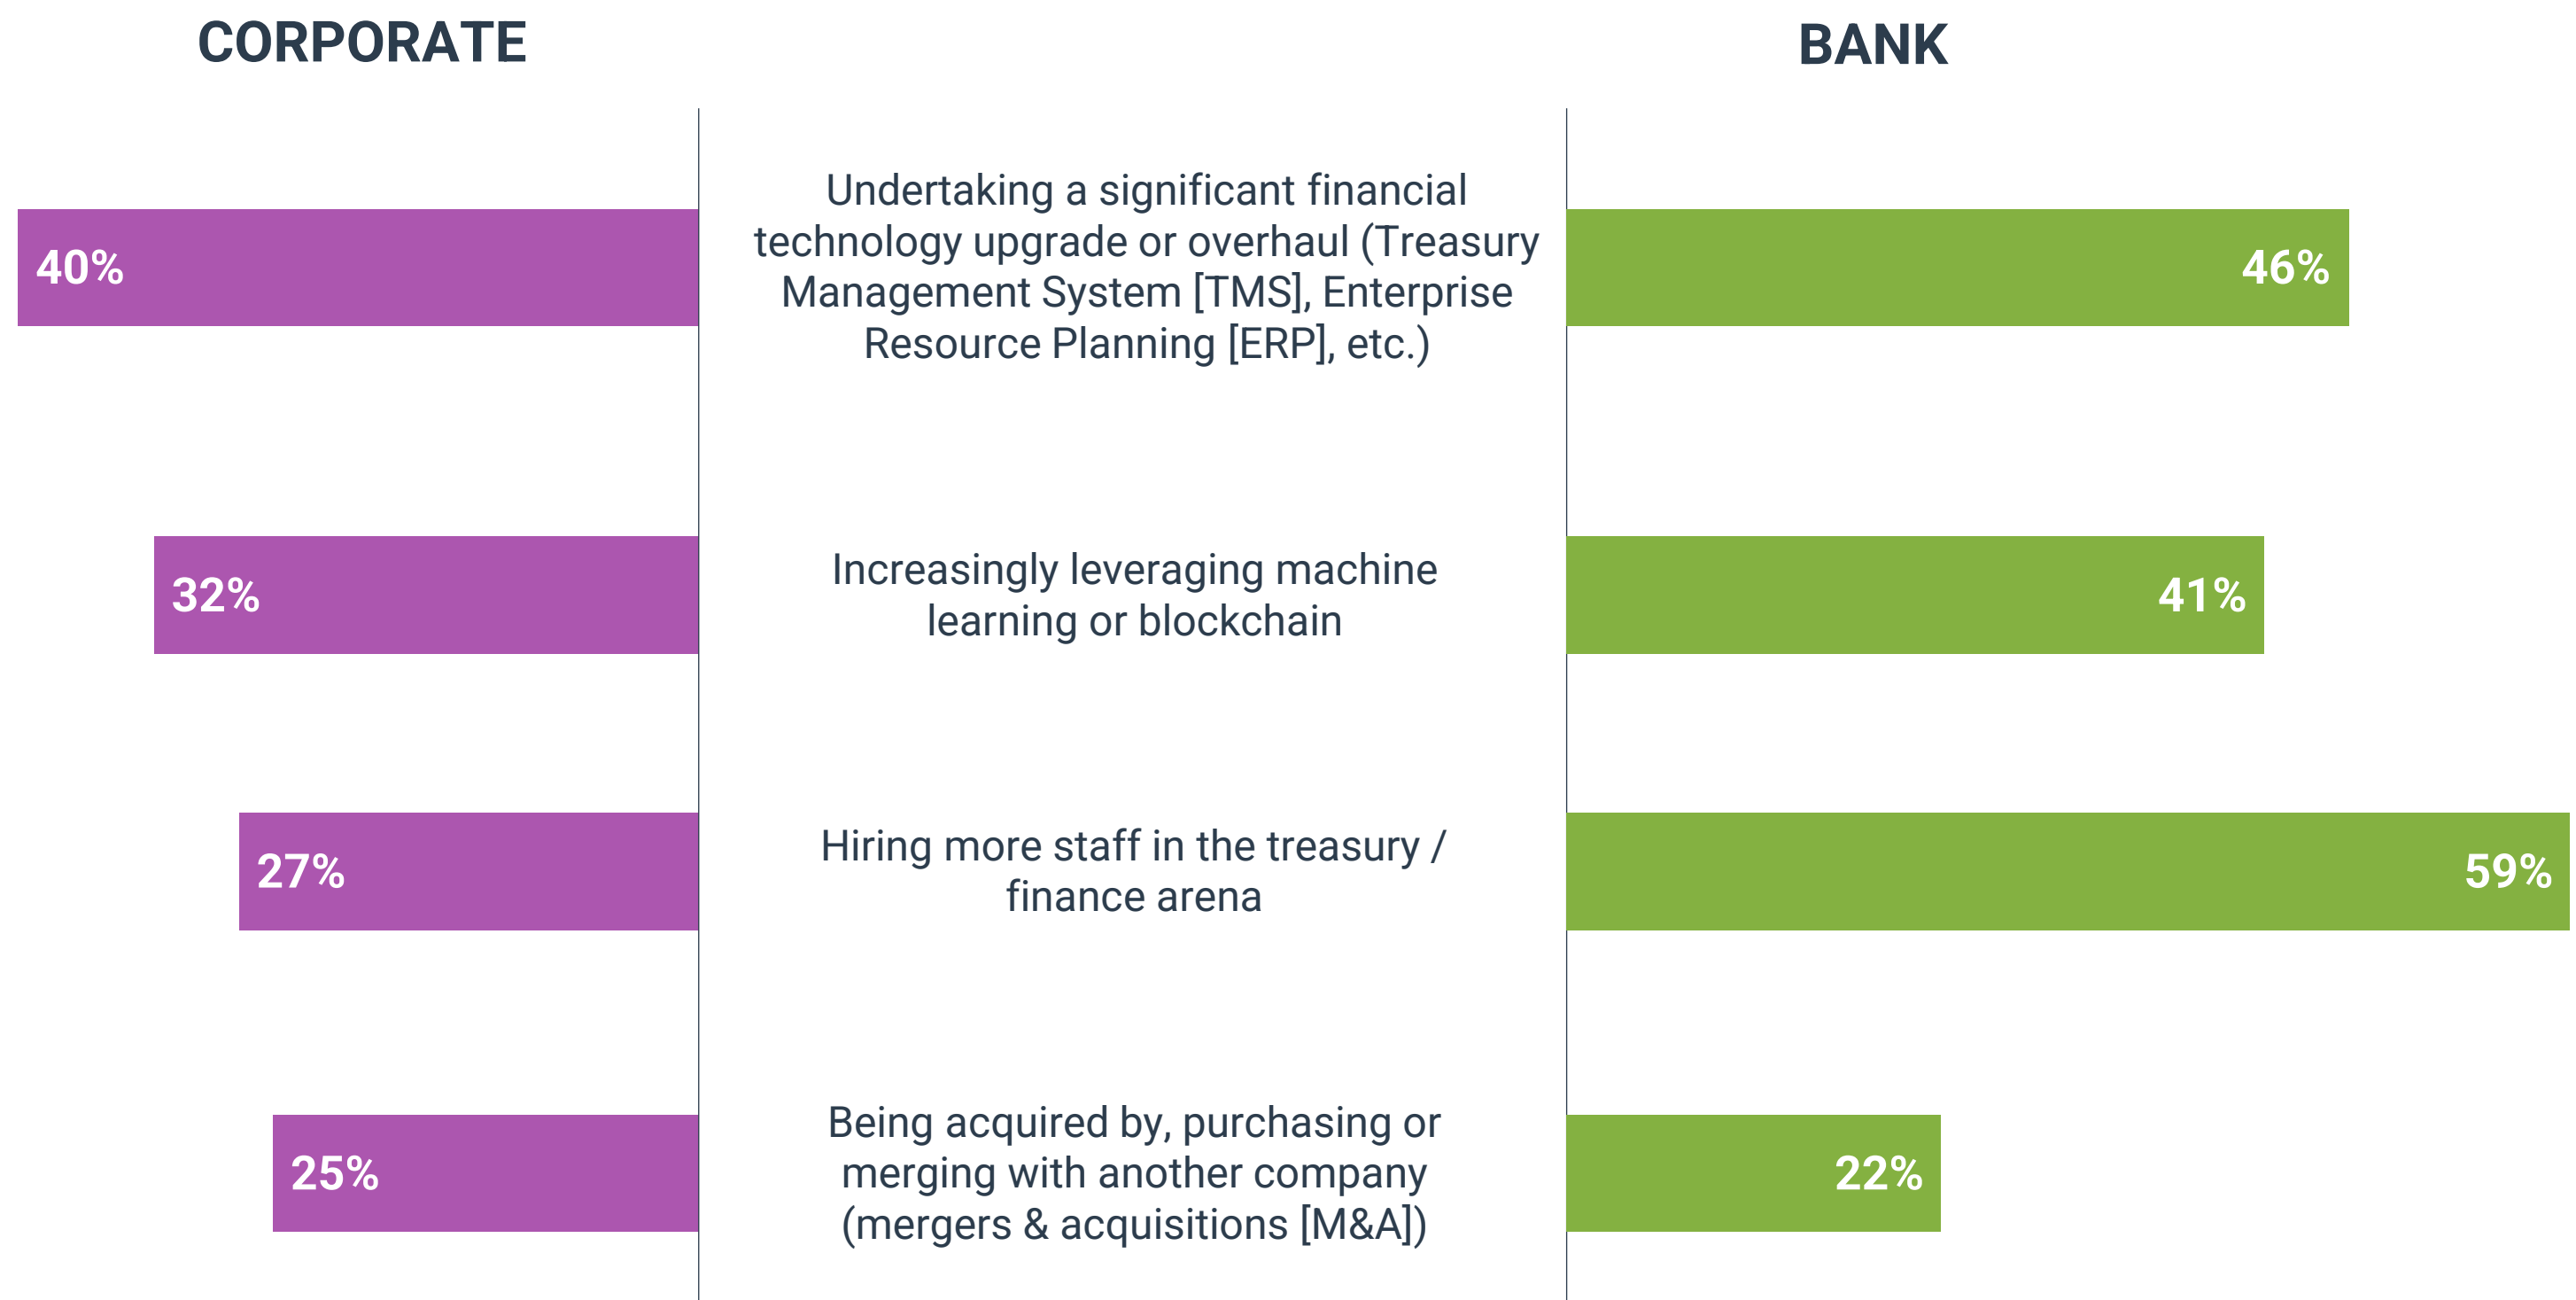 CORPORATE
BANK
40%
Undertaking a significant financial
technology upgrade or overhaul (Treasury
Management System [TMS], Enterprise
Resource Planning [ERP], etc.)
46%
32%
Increasingly leveraging machine
learning or blockchain
41%
27%
Hiring more staff in the treasury /
finance arena
59%
25%
Being acquired by, purchasing or
merging with another company
(mergers & acquisitions [M&A])
22%